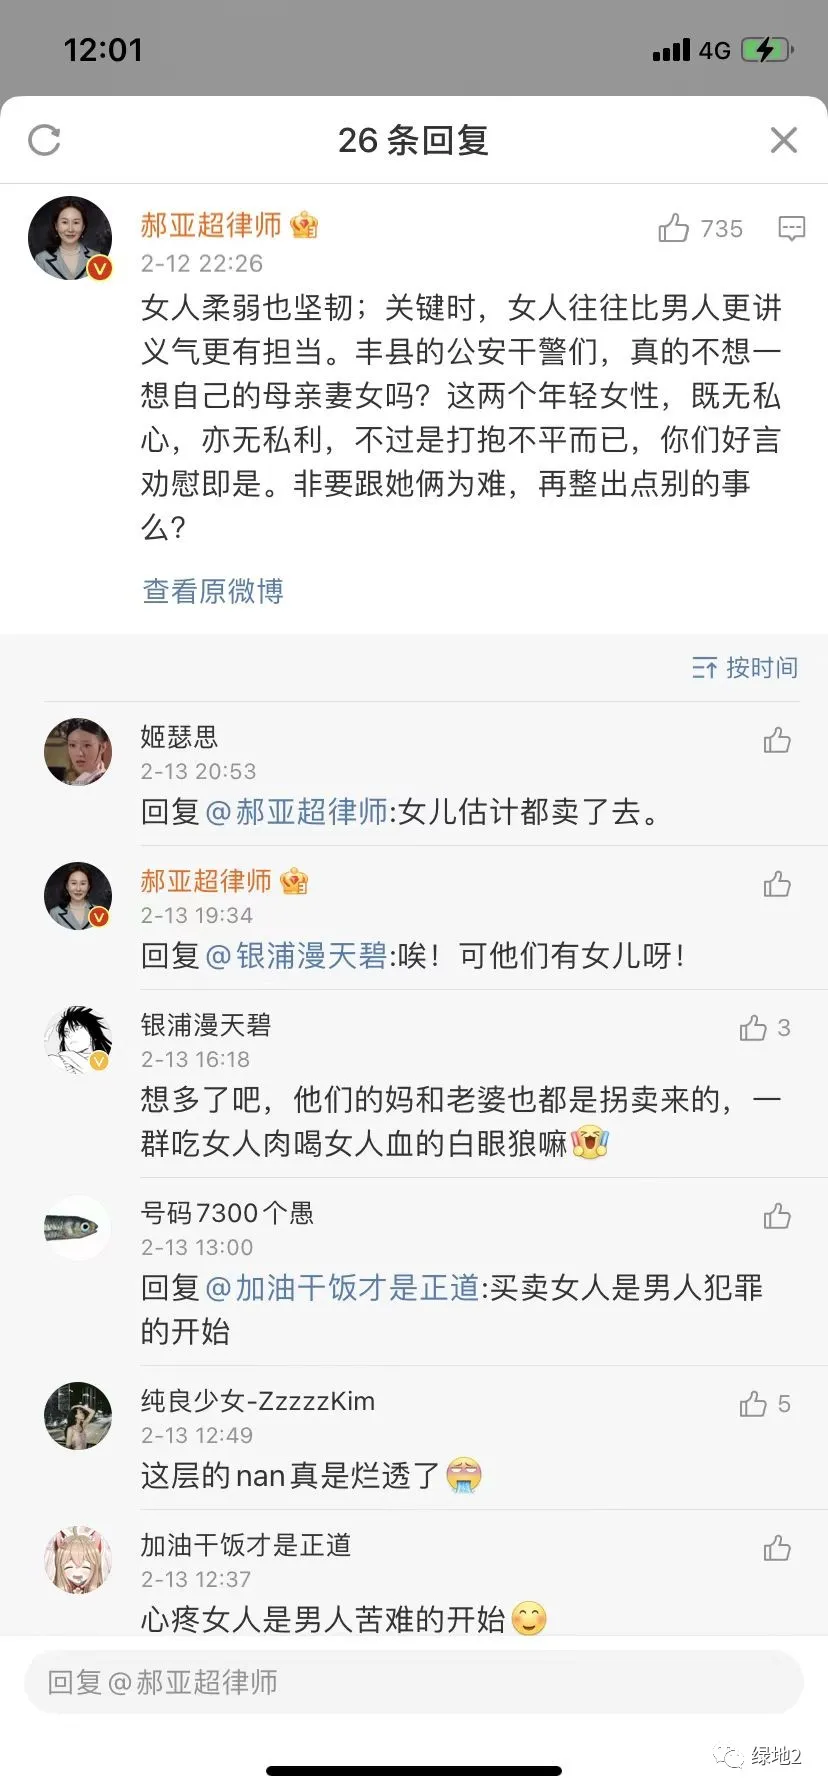 12:01
4G
26 条回复
郝亚超律师
735
2-12 22:26
女人柔弱也坚韧；关键时，女人往往比男人更讲
义气更有担当。丰县的公安干警们，真的不想一
想自己的母亲妻女吗？这两个年轻女性，既无私
心，亦无私利，不过是打抱不平而已，你们好言
劝慰即是。非要跟她俩为难，再整出点别的事
么？
查看原微博
按时间
姬瑟思
2-13 20:53
回复@郝亚超律师:女儿估计都卖了去。
郝亚超律师
2-13 19:34
回复@银浦漫天碧:唉！可他们有女儿呀！
银浦漫天碧
3
2-13 16:18
想多了吧，他们的妈和老婆也都是拐卖来的，一
群吃女人肉喝女人血的白眼狼嘛
号码7300个愚
2-13 13:00
回复@加油干饭才是正道:买卖女人是男人犯罪
的开始
纯良少女-ZzzzzKim
5
2-13 12:49
这层的nan真是烂透了
加油干饭才是正道
2-13 12:37
心疼女人是男人苦难的开始
回复@郝亚超律师
绿地2